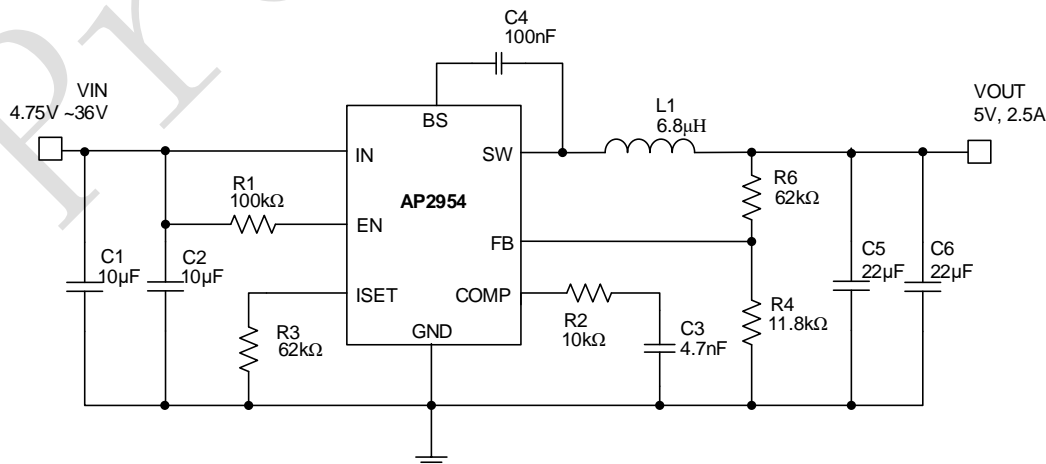 Pr
C4
100nF
VIN
4.75V ~36V
BS
IN
SW
L1
6.8μH
VOUT
5V, 2.5A
R1
100kΩ
AP2954
EN
FB
R6
62kΩ
C1
10μF
C2
10μF
ISET
COMP
R3
62kΩ
GND
R2
10kΩ
C3
4.7nF
R4
11.8kΩ
C5
22μF
C6
22μF